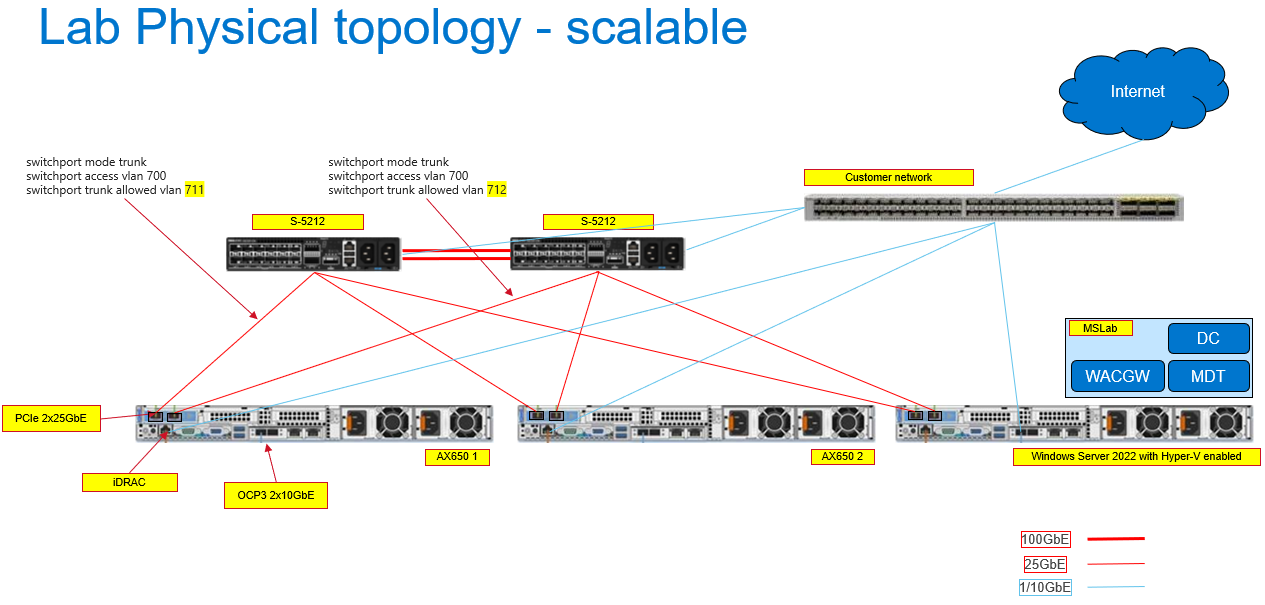 Lab Physical topology - scalable
Internet
switchport mode trunk
switchport access vlan 700
switchport trunk allowed vlan 711
switchport mode trunk
switchport access vlan 700
switchport trunk allowed vlan 712
Customer network
S-5212
S-5212
MSLab
DC
WACGW
MDT
PCIe 2x25GbE
AX650 1
AX650 2
Windows Server 2022 with Hyper-V enabled
iDRAC
OCP3 2x10GbE
100GbE
25GbE
1/10GbE